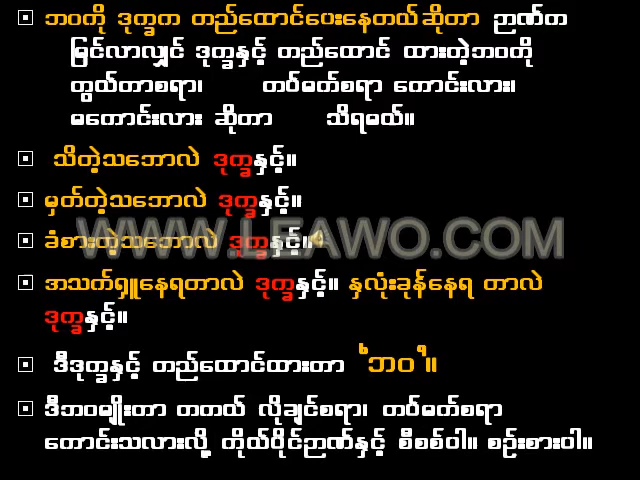 ဘဝကို ဒုက္ခက တည်ထောင်ပေးနေတယ်ဆိုတာ ဉာဏ်က
မြင်လာလျှင် ဒုက္ခနှင့် တည်ထောင် ထားတဲ့ဘဝကို
တွယ်တာစရာ၊ တပ်မက်စရာ ကောင်းလား၊
မကောင်းလား ဆိုတာ သိရမယ်။
သိတဲ့သဘောလဲ ဒုက္ခနှင့်။
မှတ်တဲ့သဘောလဲ ဒုက္ခနှင့်။
ခံစားတဲ့သဘောလဲ ဒုက္ခနှင့်။
WWW.LEAWO.COM
အသက်ရှူနေရတာလဲ ဒုက္ခနှင့်။ နှလုံးခုန်နေရ တာလဲ
ဒုက္ခနှင့်။
ဒီဒုက္ခနှင့် တည်ထောင်ထားတာ “ဘဝ”။
ဒီဘဝမျိုးတာ တကယ် လိုချင်စရာ၊ တပ်မက်စရာ
ကောင်းသလားလို့ ကိုယ်ပိုင်ဉာဏ်နှင့် စီစစ်ပါ။ စဉ်းစားပါ။